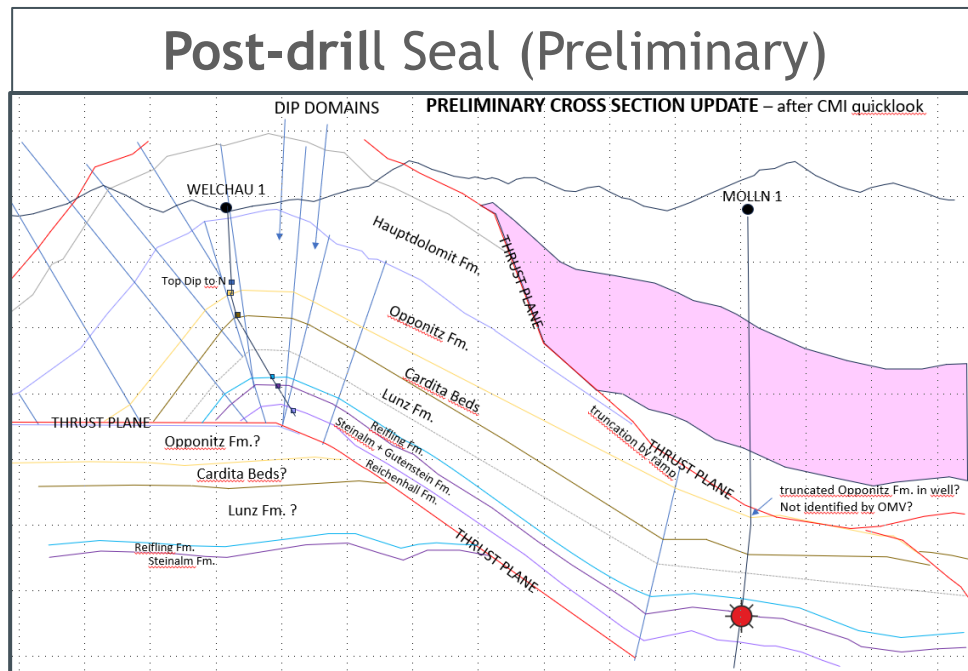 Post-drill Seal (Preliminary)
DIP DOMAINS
PRELIMINARY CROSS SECTION UPDATE – after CMI quicklook
WELCHAU 1
MOLLN 1
Hauptdolomit Fm.
THRUST PLANE
Top Dip to N
Opponitz Fm.
Cardita Beds
Lunz Fm.
truncation by ramp?
THRUST PLANE
THRUST PLANE
Opponitz Fm.?
Reifling Fm.
Steinalm + Gutenstein Fm.
Reichenhall Fm.
Cardita Beds?
truncated Opponitz Fm. in well?
Not identified by OMV?
Lunz Fm. ?
Reifling Fm.
Steinalm Fm.
THRUST PLANE